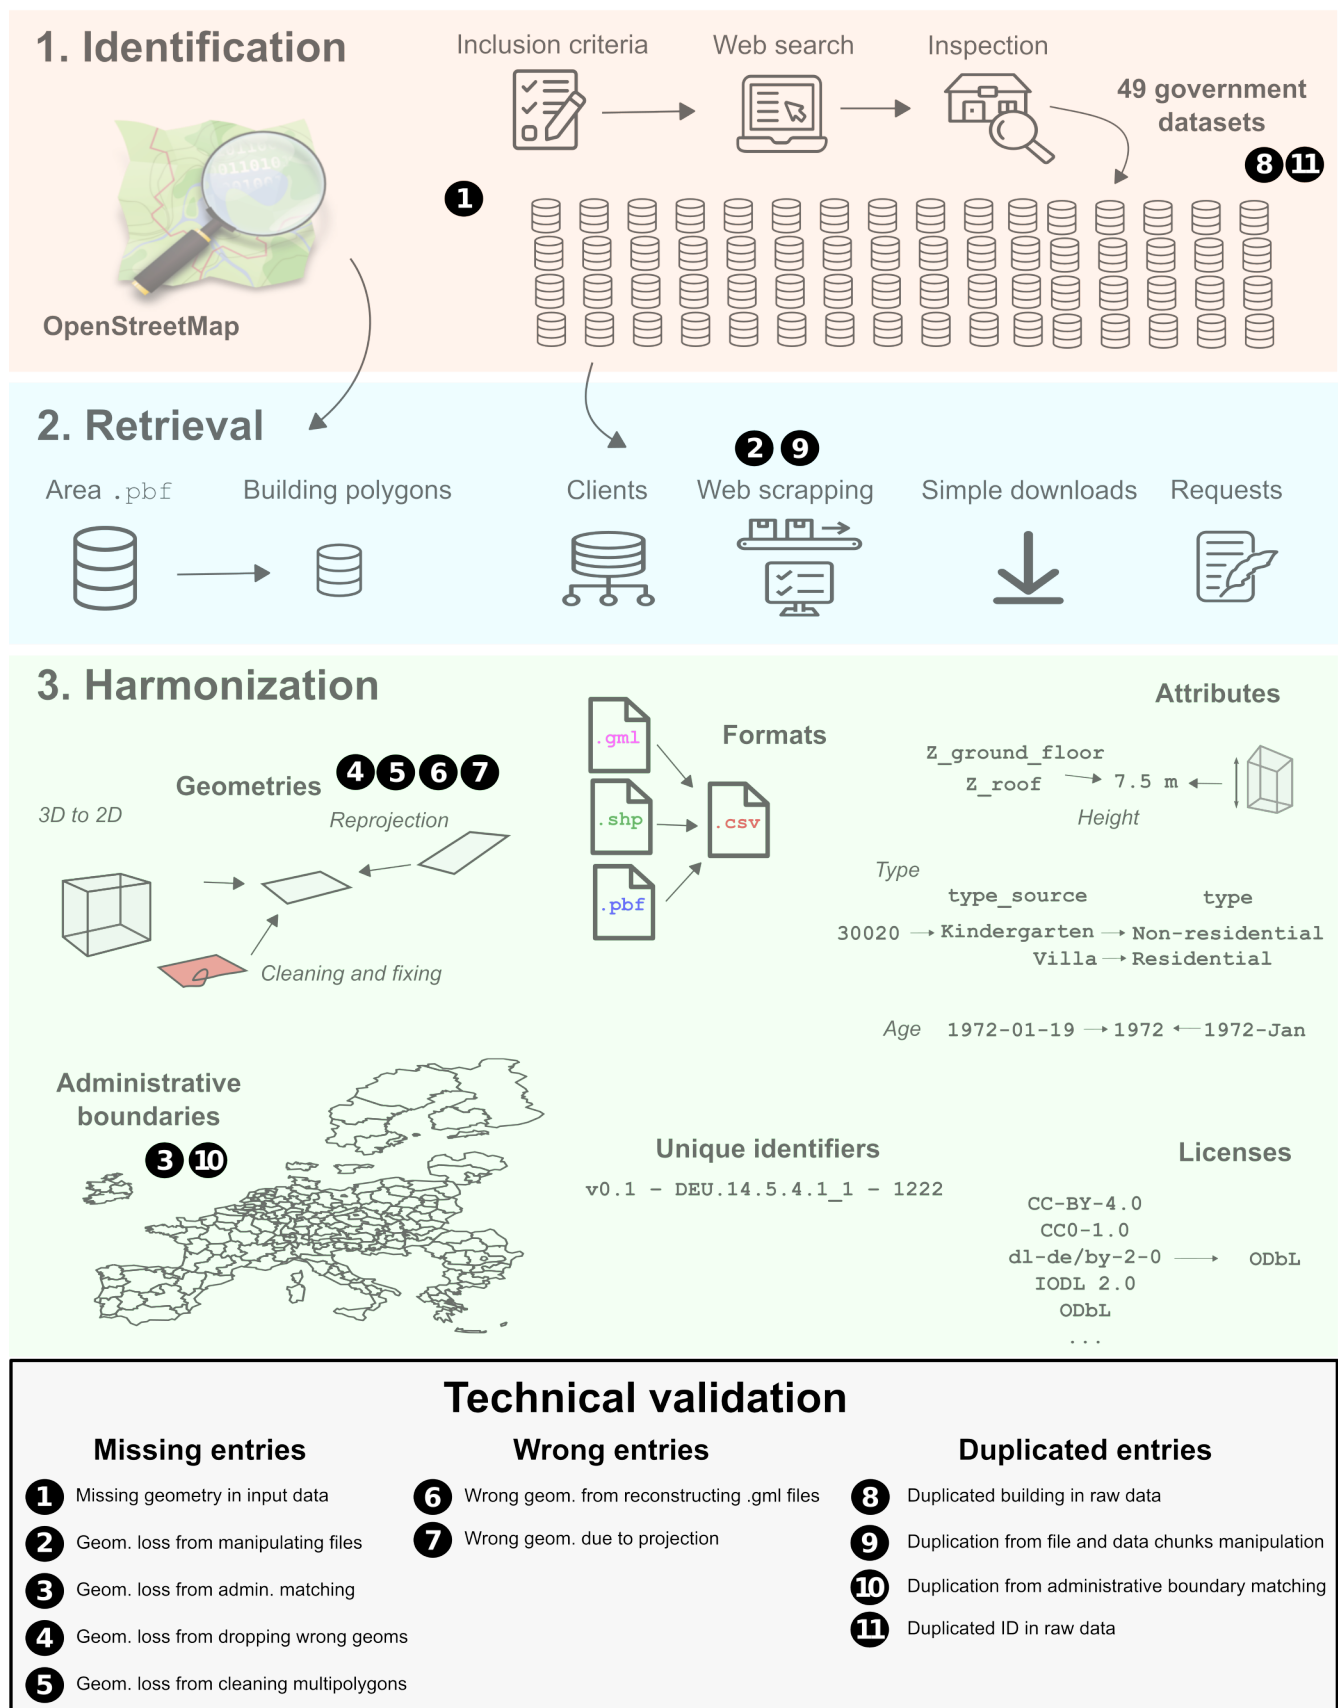 1. Identification
Inclusion criteria
Web search
Inspection
49 government
datasets
8 11
1
011010
OpenStreetMap
2. Retrieval
2 9
Area .pbf
Building polygons
Clients
Web scrapping
Simple downloads
Requests
3. Harmonization
Geometries
4 5 6 7
3D to 2D
Reprojection
Cleaning and fixing
.gml
.shp
.pbf
.csv
Formats
Attributes
Z_ground_floor
Z_roof
7.5 m
Height
Type
type_source
type
30020
Kindergarten
Non-residential
Villa
Residential
Age
1972-01-19
1972
1972-Jan
Administrative
boundaries
3 10
Unique identifiers
v0.1 - DEU.14.5.4.1_1 - 1222
Licenses
CC-BY-4.0
CC0-1.0
dl-de/by-2-0
IODL 2.0
ODbL
...
ODbL
Technical validation
Missing entries
1 Missing geometry in input data
2 Geom. loss from manipulating files
3 Geom. loss from admin. matching
4 Geom. loss from dropping wrong geoms
5 Geom. loss from cleaning multipolygons
Wrong entries
6 Wrong geom. from reconstructing .gml files
7 Wrong geom. due to projection
Duplicated entries
8 Duplicated building in raw data
9 Duplication from file and data chunks manipulation
10 Duplication from administrative boundary matching
11 Duplicated ID in raw data